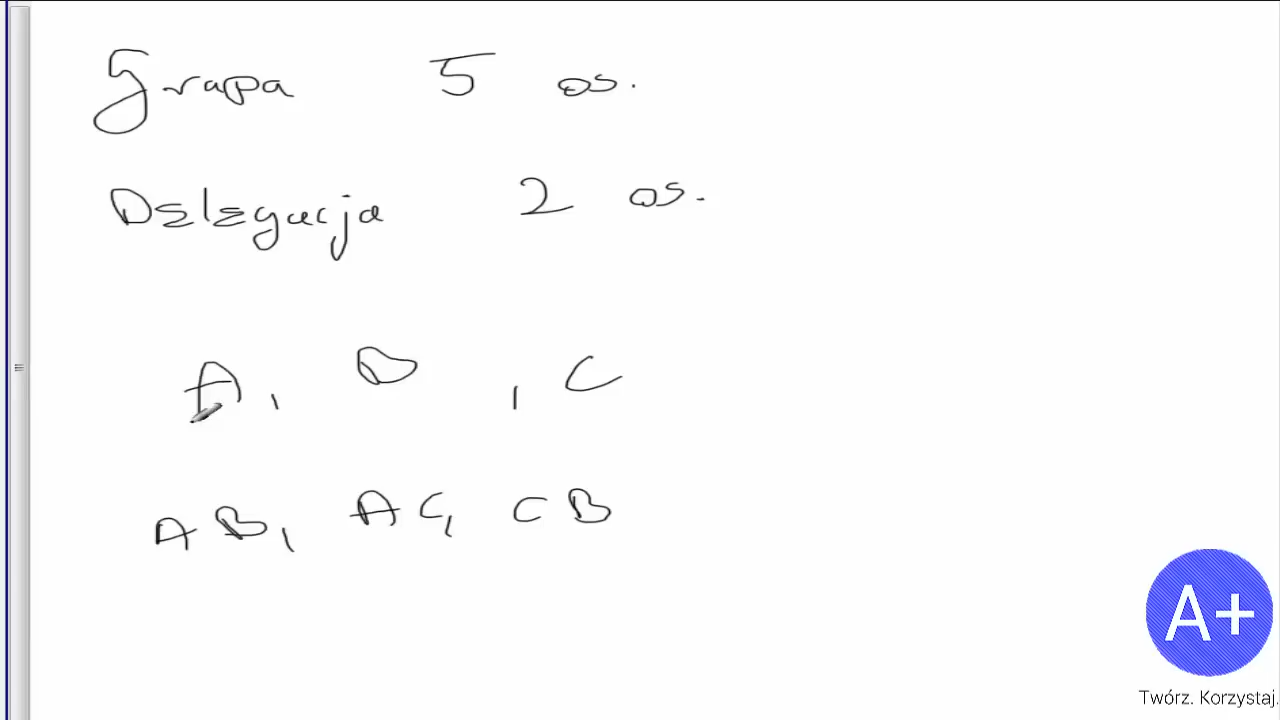 Grupa 5 os.
Delegacja 2 os.
A, B, C
AB, AC, CB
A+
Twórz. Korzystaj.